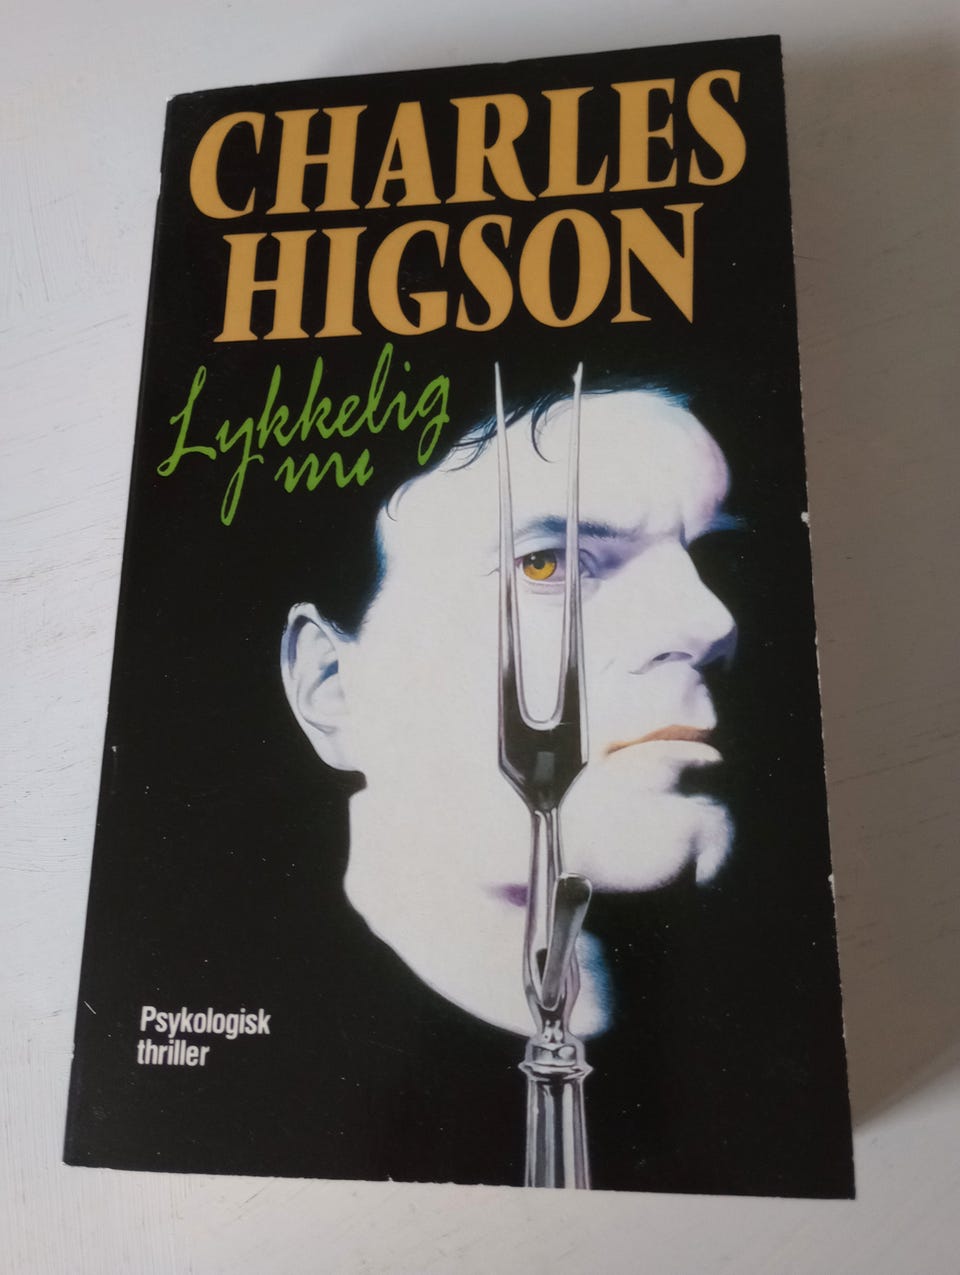 CHARLES
HIGSON
Lykkelig
nu
Psykologisk
thriller